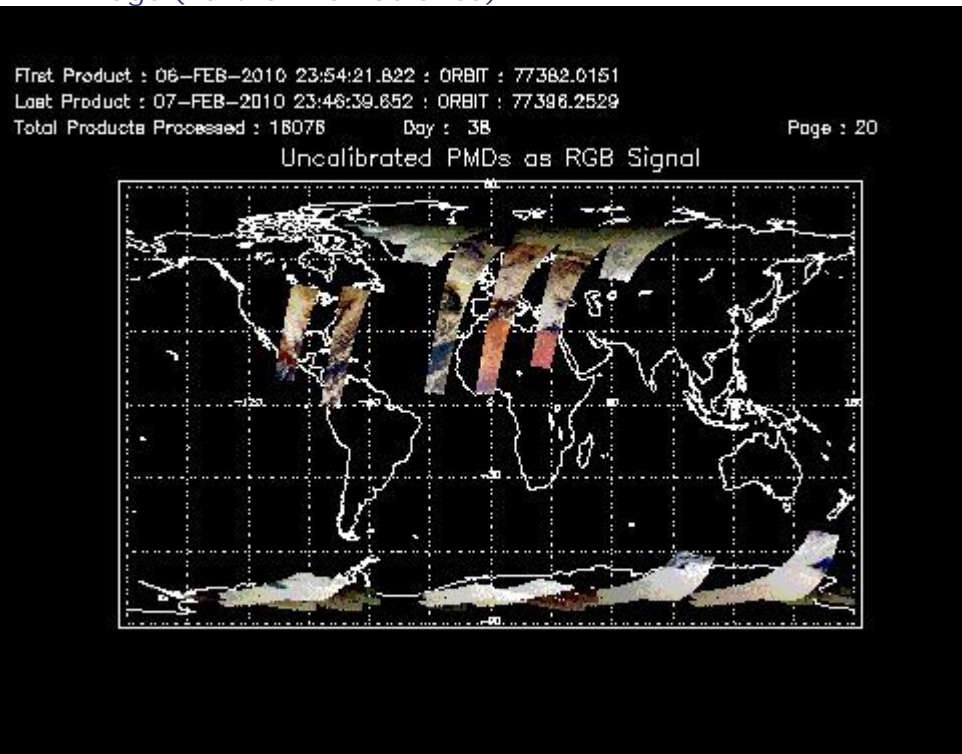 First Product : 06-FEB-2010 23:54:21.822 : ORBIT : 77382.0151
Last Product : 07-FEB-2010 23:46:39.652 : ORBIT : 77396.2529
Total Products Processed : 16076 Day : 38 Page : 20
Uncalibrated PMDs as RGB Signal
-120
180
-30
-90